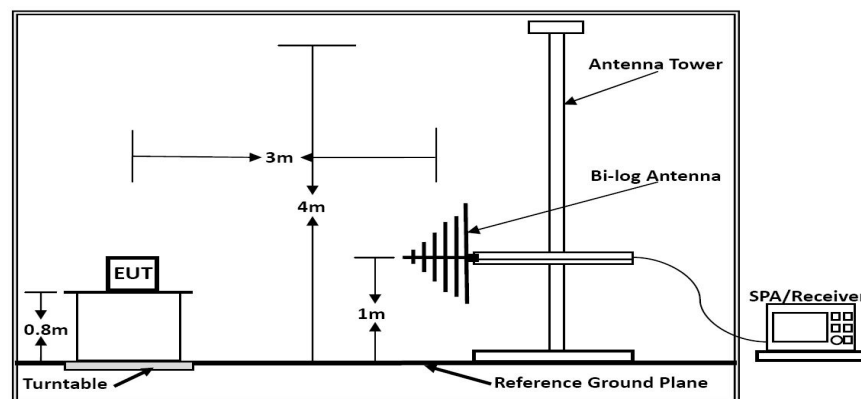 Antenna Tower
3m
Bi-log Antenna
4m
EUT
SPA/Receiver
0.8m
1m
Turntable
Reference Ground Plane